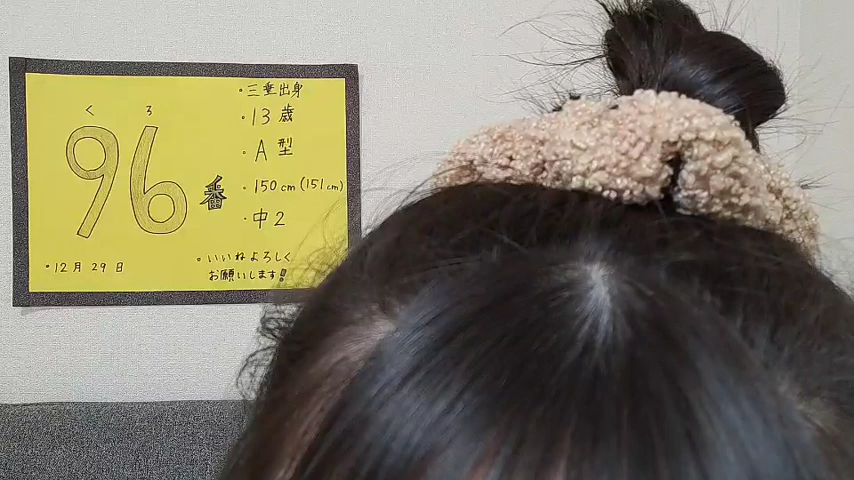 くろ
96番
・三重出身
・13歳
・A型
・150cm(151cm)
・中2
・12月29日
・いいねよろしく
お願いします!